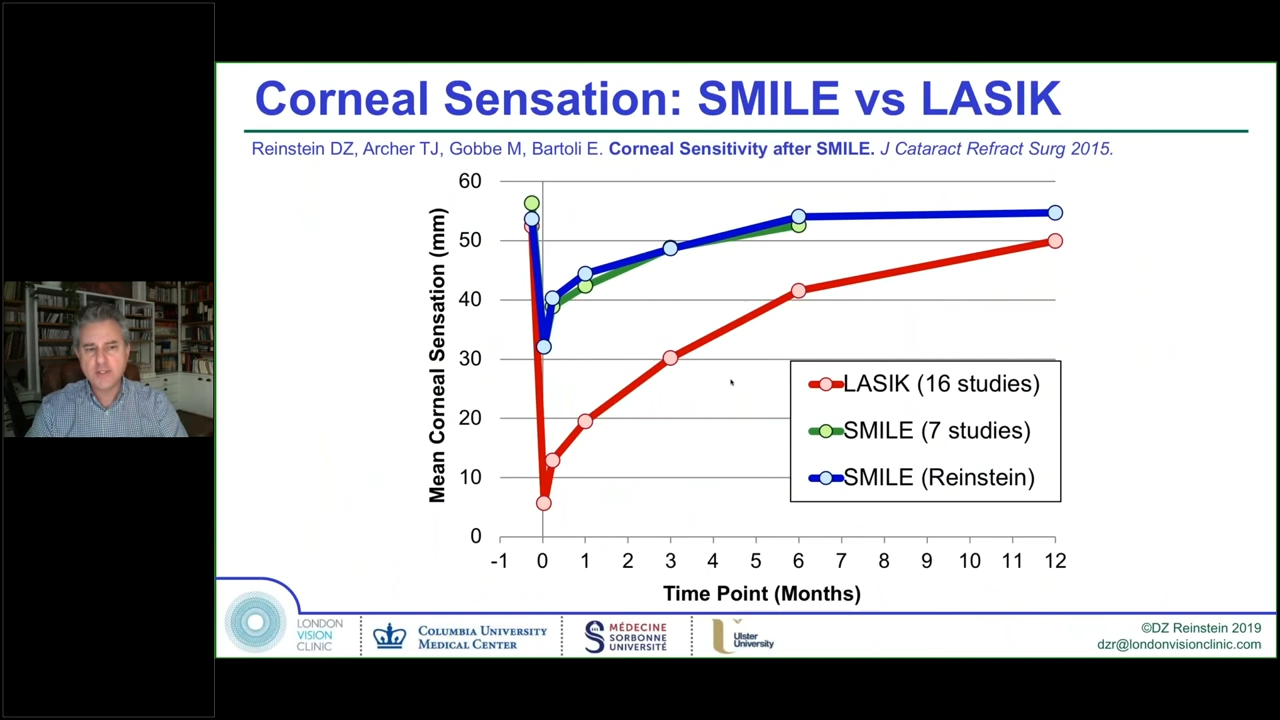 Corneal Sensation: SMILE vs LASIK
Reinstein DZ, Archer TJ, Gobbe M, Bartoli E. Corneal Sensitivity after SMILE. J Cataract Refract Surg 2015.
Mean Corneal Sensation (mm)
60
50
40
30
20
10
0
-1 0 1 2 3 4 5 6 7 8 9 10 11 12
Time Point (Months)
LASIK (16 studies)
SMILE (7 studies)
SMILE (Reinstein)
LONDON
VISION
CLINIC
COLUMBIA UNIVERSITY
MEDICAL CENTER
MÉDECINE
SORBONNE
UNIVERSITÉ
Ulster
University
©DZ Reinstein 2019
dzr@londonvisionclinic.com